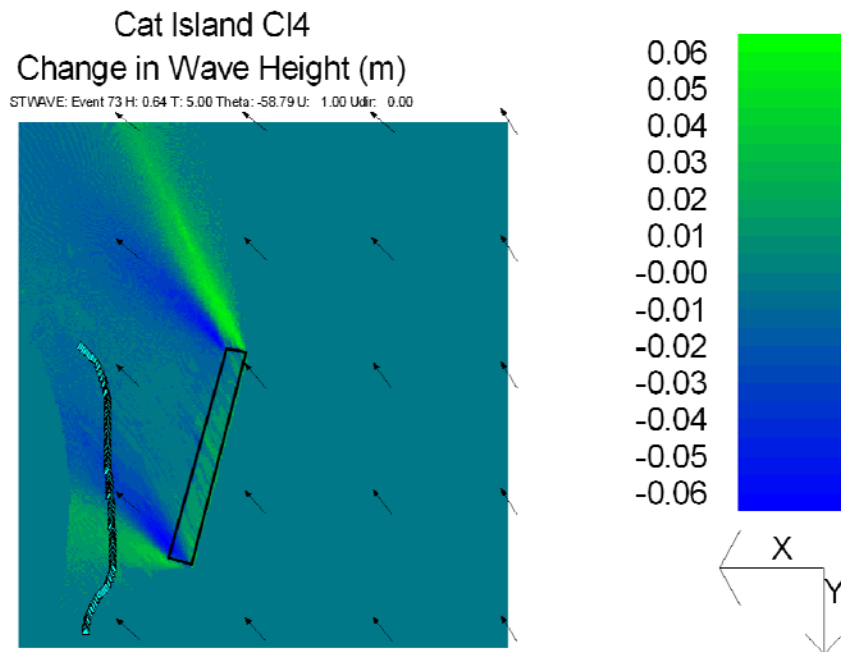 Cat Island CI4
Change in Wave Height (m)
STWAVE: Event 73 H: 0.64 T: 5.00 Theta: -58.79 U: 1.00 Udir: 0.00
0.06
0.05
0.04
0.03
0.02
0.01
-0.00
-0.01
-0.02
-0.03
-0.04
-0.05
-0.06
X
Y